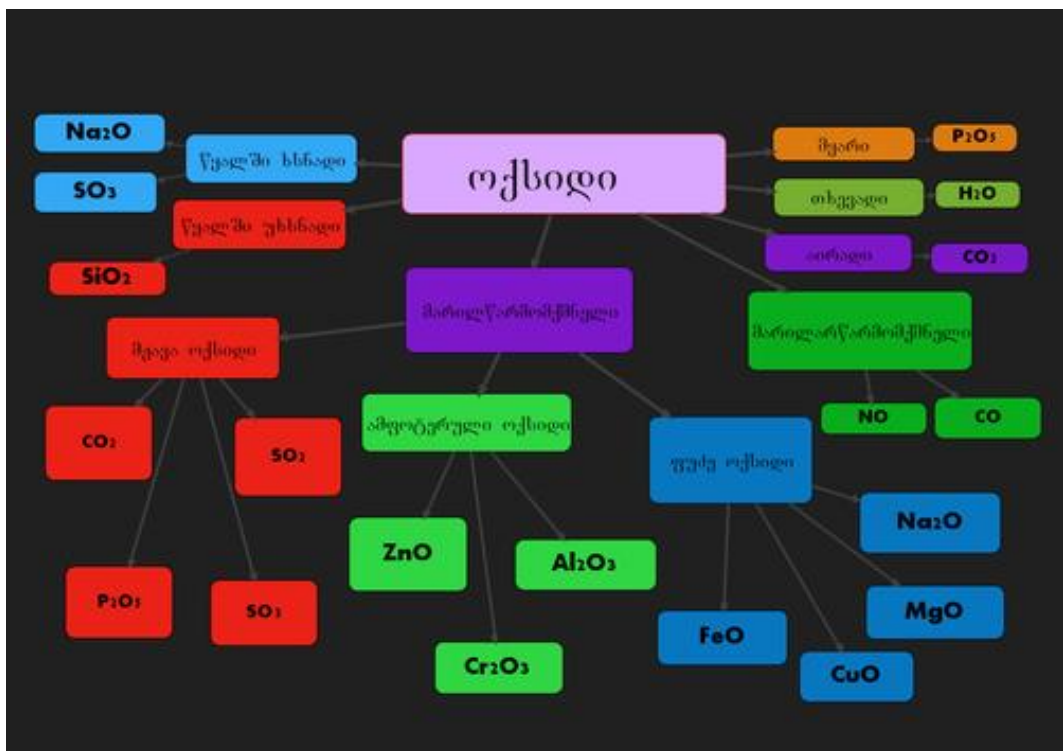 ოქსიდი
წყალში ხსნადი
Na₂O
SO₃
წყალში უხსნადი
SiO₂
მყარი
P₂O₅
თხევადი
H₂O
აირადი
CO₂
მარილწარმომქმნელი
მარილარწარმომქმნელი
NO
CO
მჟავა ოქსიდი
CO₂
SO₂
P₂O₅
SO₃
ამფოტერული ოქსიდი
ZnO
Al₂O₃
Cr₂O₃
ფუძე ოქსიდი
Na₂O
MgO
FeO
CuO